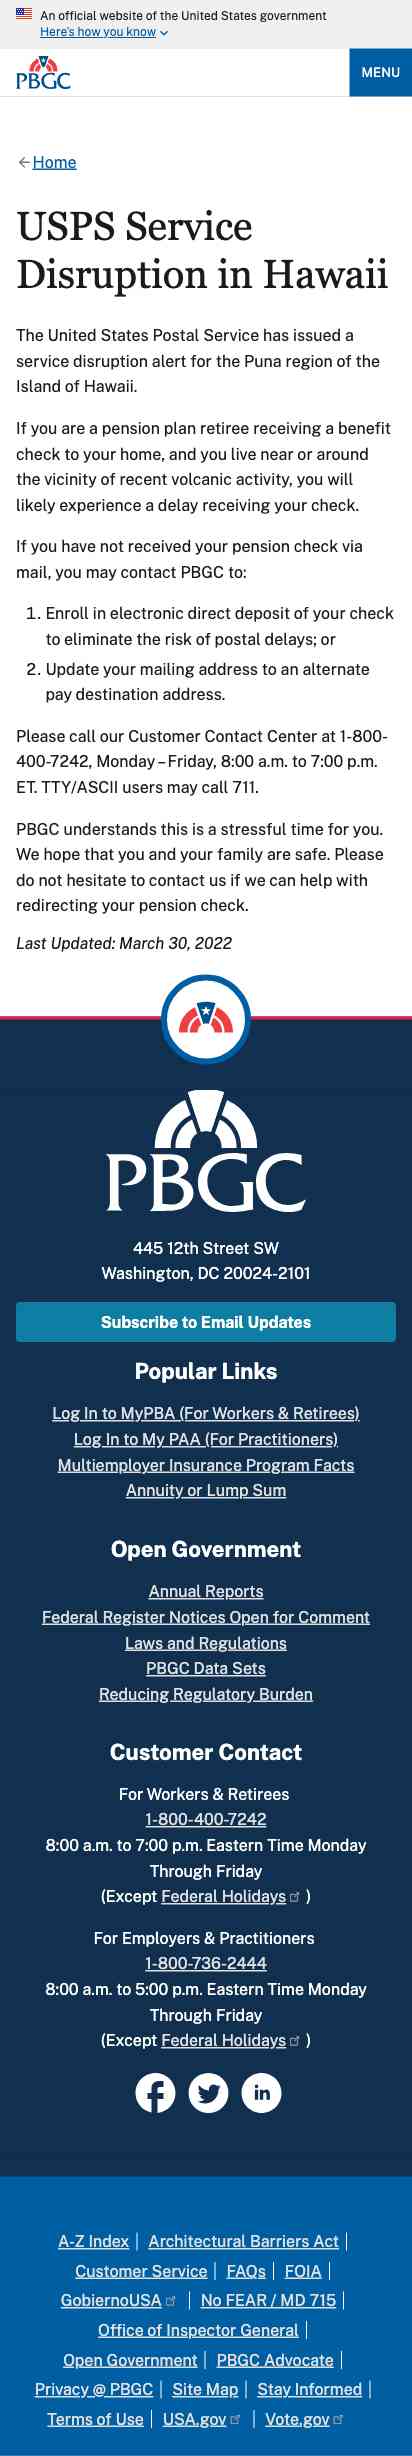 An official website of the United States government
Here's how you know
PBGC
MENU
Home
USPS Service
Disruption in Hawaii
The United States Postal Service has issued a
service disruption alert for the Puna region of the
Island of Hawaii.
If you are a pension plan retiree receiving a benefit
check to your home, and you live near or around
the vicinity of recent volcanic activity, you will
likely experience a delay receiving your check.
If you have not received your pension check via
mail, you may contact PBGC to:
1. Enroll in electronic direct deposit of your check
to eliminate the risk of postal delays; or
2. Update your mailing address to an alternate
pay destination address.
Please call our Customer Contact Center at 1-800-
400-7242, Monday – Friday, 8:00 a.m. to 7:00 p.m.
ET. TTY/ASCII users may call 711.
PBGC understands this is a stressful time for you.
We hope that you and your family are safe. Please
do not hesitate to contact us if we can help with
redirecting your pension check.
Last Updated: March 30, 2022
PBGC
445 12th Street SW
Washington, DC 20024-2101
Subscribe to Email Updates
Popular Links
Log In to MyPBA (For Workers & Retirees)
Log In to My PAA (For Practitioners)
Multiemployer Insurance Program Facts
Annuity or Lump Sum
Open Government
Annual Reports
Federal Register Notices Open for Comment
Laws and Regulations
PBGC Data Sets
Reducing Regulatory Burden
Customer Contact
For Workers & Retirees
1-800-400-7242
8:00 a.m. to 7:00 p.m. Eastern Time Monday
Through Friday
(Except Federal Holidays )
For Employers & Practitioners
1-800-736-2444
8:00 a.m. to 5:00 p.m. Eastern Time Monday
Through Friday
(Except Federal Holidays )
in
A-Z Index | Architectural Barriers Act |
Customer Service | FAQs | FOIA |
GobiernoUSA | No FEAR / MD 715 |
Office of Inspector General |
Open Government | PBGC Advocate |
Privacy @ PBGC | Site Map | Stay Informed |
Terms of Use | USA.gov | Vote.gov